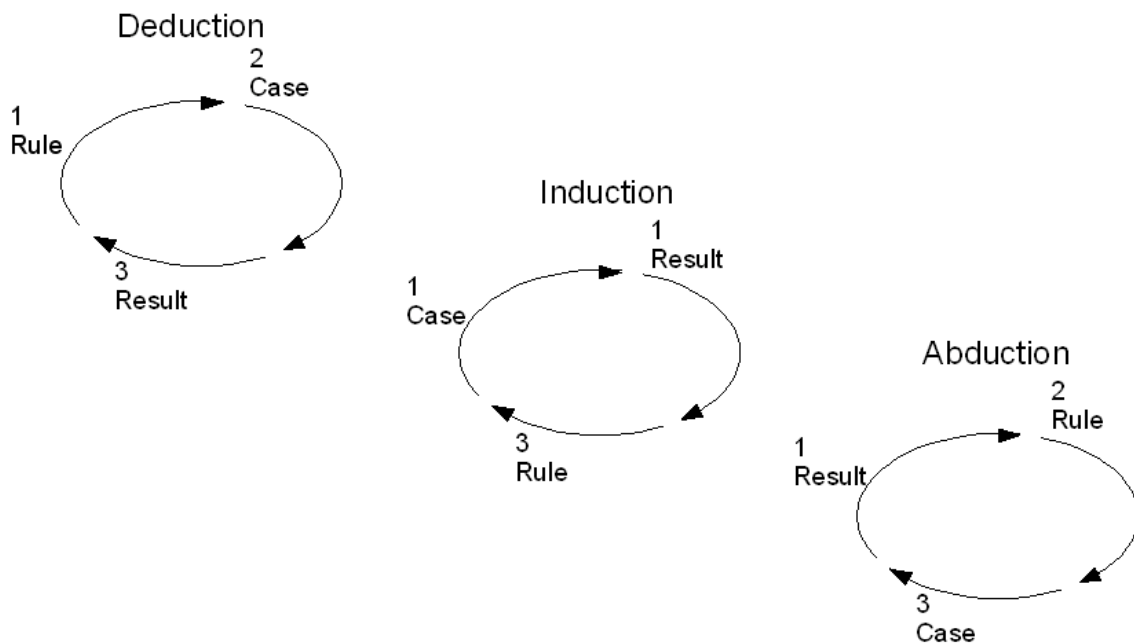 Deduction
2
Case
1
Rule
3
Result
Induction
1
Result
1
Case
3
Rule
Abduction
2
Rule
1
Result
3
Case